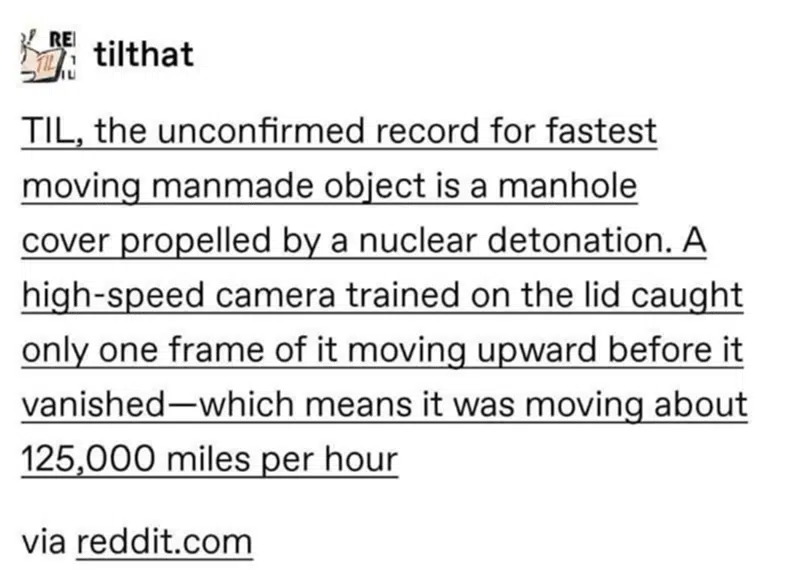 RE
TIL
tilthat
TIL, the unconfirmed record for fastest
moving manmade object is a manhole
cover propelled by a nuclear detonation. A
high-speed camera trained on the lid caught
only one frame of it moving upward before it
vanished—which means it was moving about
125,000 miles per hour
via reddit.com